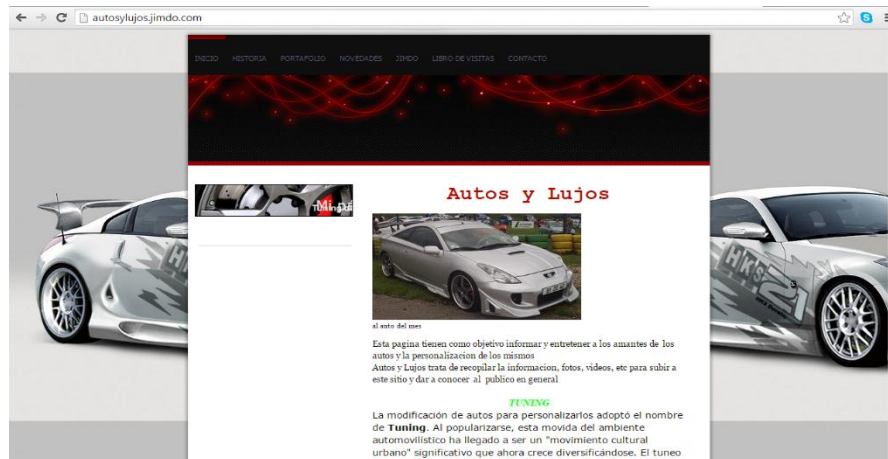 autosylujos.jimdo.com
INICIO HISTORIA PORTAFOLIO NOVEDADES JIMDO LIBRO DE VISITAS CONTACTO
Autos y Lujos
al auto del mes
Esta pagina tienen como objetivo informar y entretener a los amantes de los
autos y la personalizacion de los mismos
Autos y Lujos trata de recopilar la informacion, fotos, videos, etc para subir a
este sitio y dar a conocer al publico en general
TUNING
La modificación de autos para personalizarlos adoptó el nombre
de Tuning. Al popularizarse, esta movida del ambiente
automovilístico ha llegado a ser un "movimiento cultural
urbano" significativo que ahora crece diversificándose. El tuneo
HKS
21